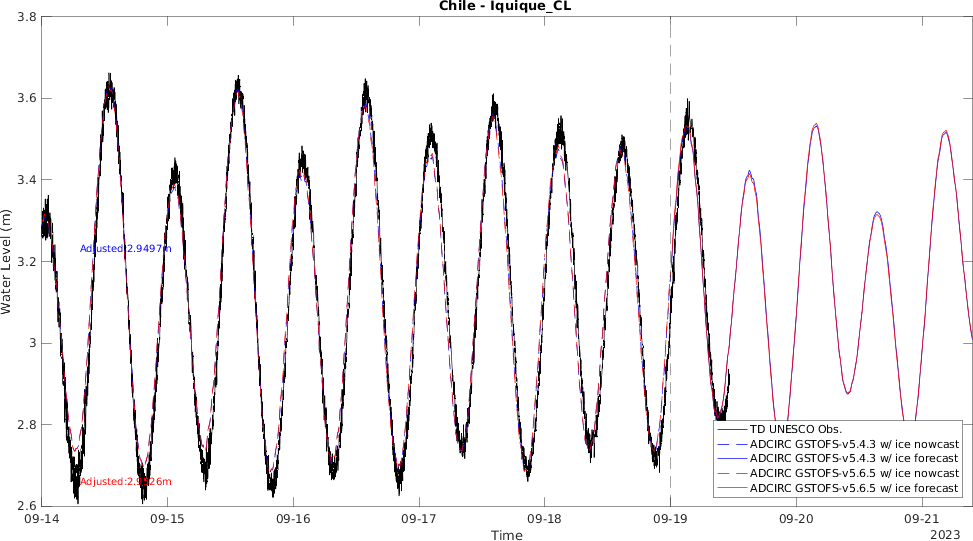 Chile - Iquique_CL
3.8
3.6
3.4
3.2
3
2.8
2.6
Water Level (m)
Adjusted:2.9497m
TD UNESCO Obs.
ADCIRC GSTOFS-v5.4.3 w/ ice nowcast
ADCIRC GSTOFS-v5.4.3 w/ ice forecast
ADCIRC GSTOFS-v5.6.5 w/ ice nowcast
ADCIRC GSTOFS-v5.6.5 w/ ice forecast
09-14
09-15
09-16
09-17
09-18
09-19
09-20
09-21
Time
2023